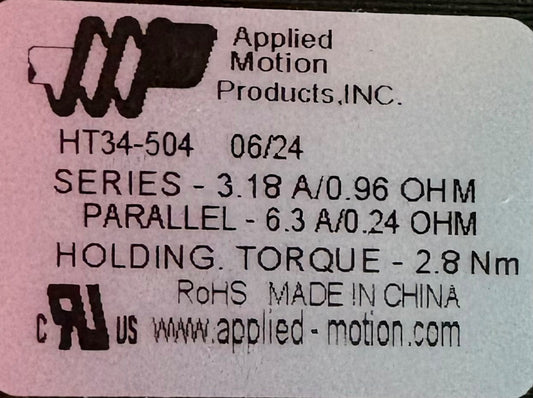 Applied
Motion
Products,INC.
HT34-504 06/24
SERIES - 3.18 A/0.96 OHM
PARALLEL - 6.3 A/0.24 OHM
HOLDING. TORQUE - 2.8 Nm
RoHS MADE IN CHINA
c RU US www.applied-motion.com